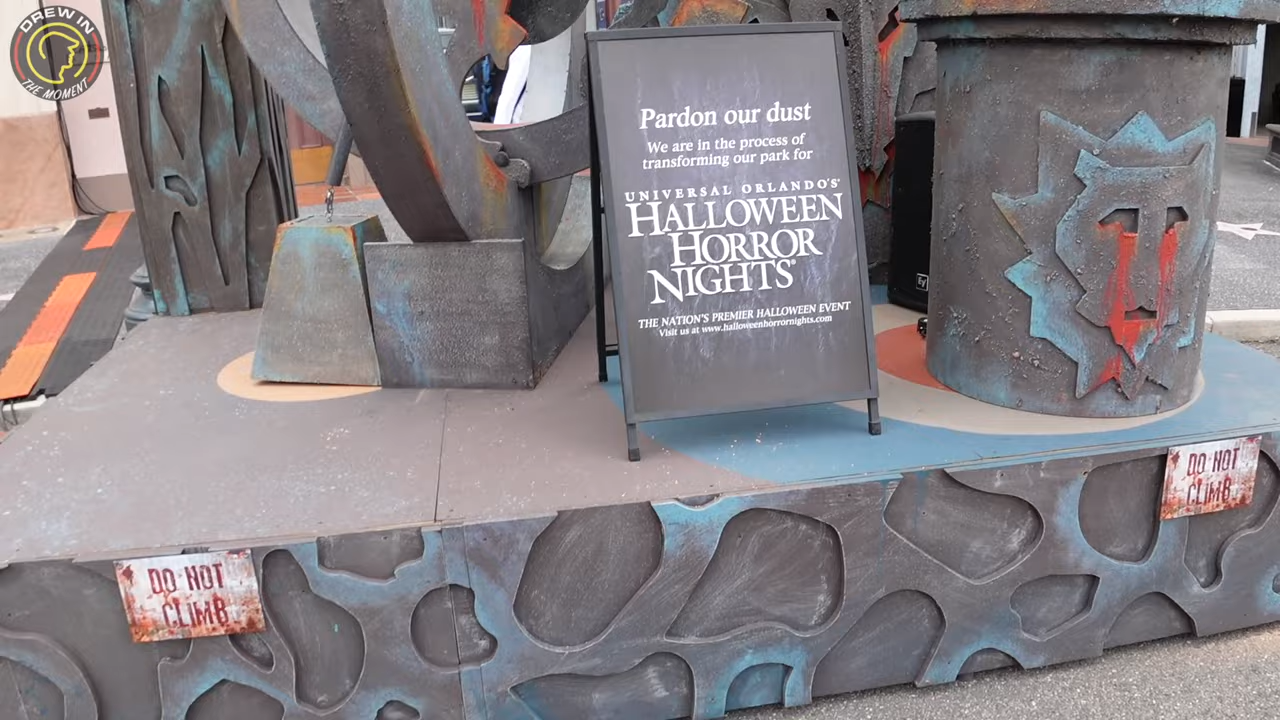 DREW IN
THE MOMENT
Pardon our dust
We are in the process of
transforming our park for
UNIVERSAL ORLANDO'S®
HALLOWEEN
HORROR
NIGHTS®
THE NATION'S PREMIER HALLOWEEN EVENT
Visit us at www.halloweenhorrornights.com
DO NOT
CLIMB
DO NOT
CLIMB
EV